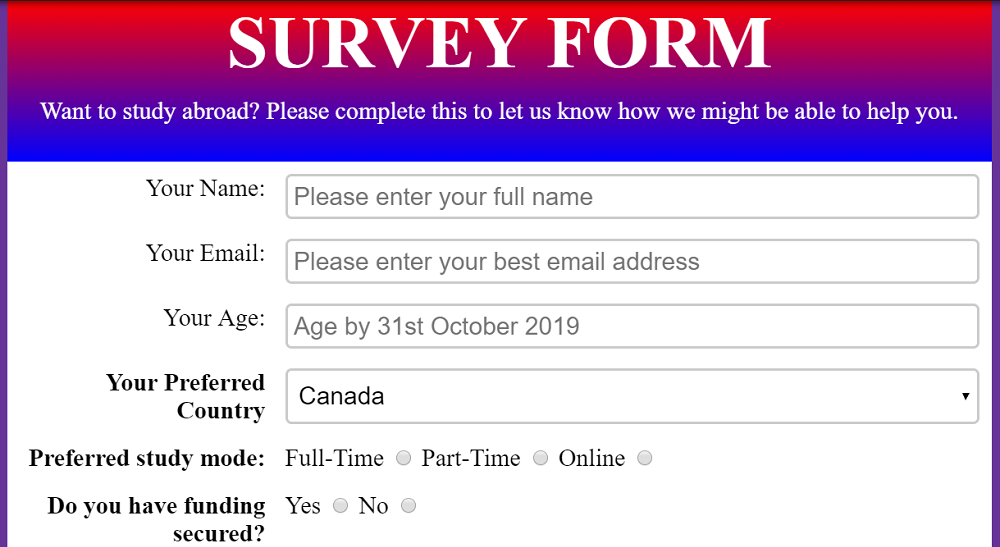 SURVEY FORM
Want to study abroad? Please complete this to let us know how we might be able to help you.
Your Name: Please enter your full name
Your Email: Please enter your best email address
Your Age: Age by 31st October 2019
Your Preferred
Country
Canada
Preferred study mode: Full-Time Part-Time Online
Do you have funding
secured?
Yes No